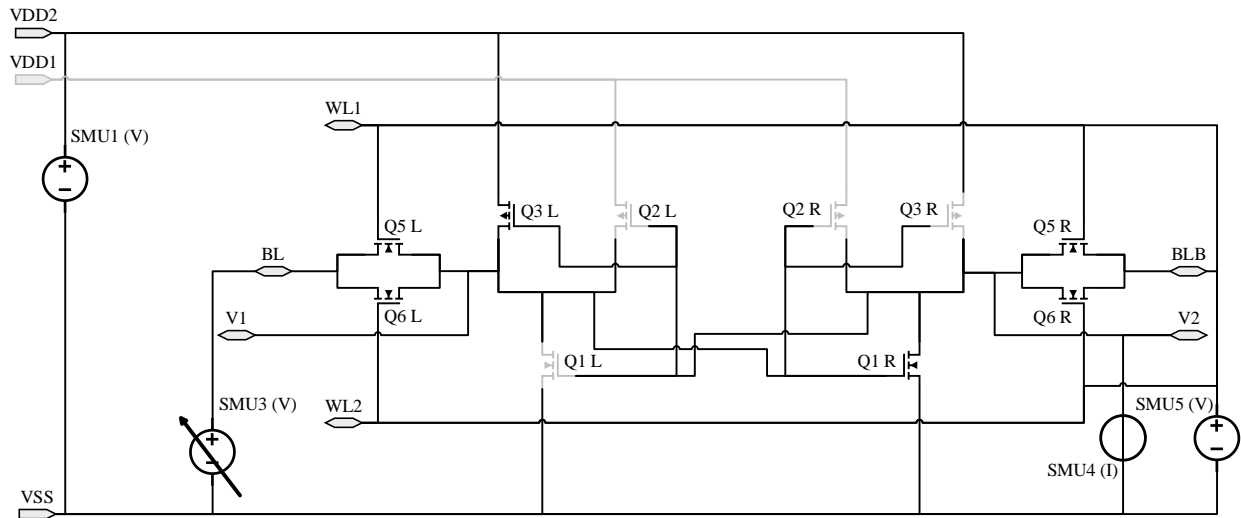 VDD2
VDD1
WL1
SMU1 (V)
Q3 L
Q2 L
Q2 R
Q3 R
Q5 L
Q5 R
BL
BLB
Q6 L
Q6 R
V1
V2
Q1 L
Q1 R
SMU3 (V)
WL2
SMU5 (V)
SMU4 (I)
VSS